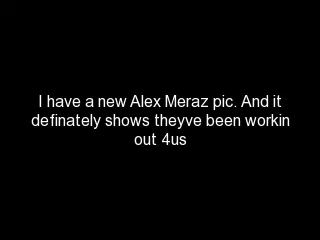 I have a new Alex Meraz pic. And it
definately shows theyve been workin
out 4us